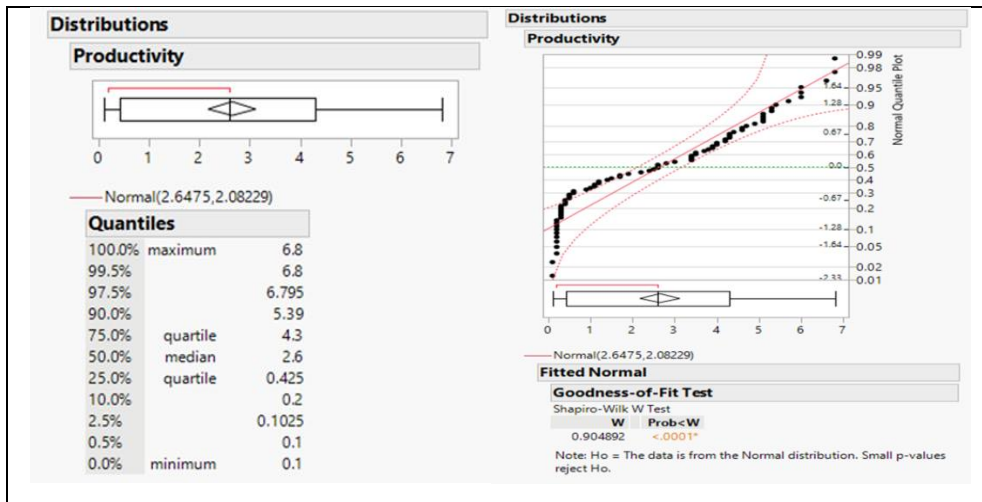 Distributions
Productivity
0 1 2 3 4 5 6 7
Normal(2.6475,2.08229)
Quantiles
100.0% maximum 6.8
99.5% 6.8
97.5% 6.795
90.0% 5.39
75.0% quartile 4.3
50.0% median 2.6
25.0% quartile 0.425
10.0% 0.2
2.5% 0.1025
0.5% 0.1
0.0% minimum 0.1
Distributions
Productivity
0.99
0.98
1.64 0.95
1.28 0.9
0.8
0.67 0.7
0.6
0.0 0.5
0.4
0.3
-0.67 0.2
-1.28 0.1
-1.64 0.05
0.02
-2.33 0.01
Normal Quantile Plot
0 1 2 3 4 5 6 7
Normal(2.6475,2.08229)
Fitted Normal
Goodness-of-Fit Test
Shapiro-Wilk W Test
W Prob<W
0.904892 <.0001*
Note: Ho = The data is from the Normal distribution. Small p-values
reject Ho.